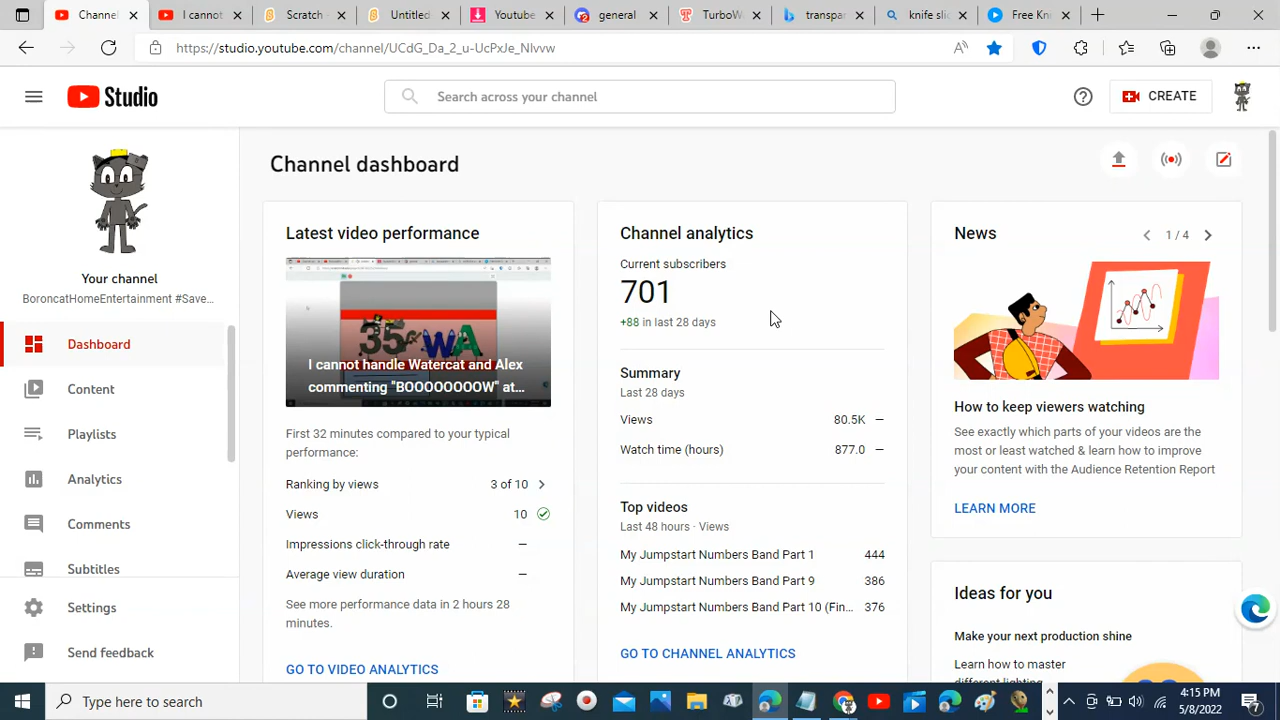 Channel
I cannot
Scratch -
Untitled
Youtube
general
TurboW
transpar
knife slic
Free Kni
https://studio.youtube.com/channel/UCdG_Da_2_u-UcPxJe_NIvvw
Studio
Search across your channel
CREATE
Your channel
BoroncatHomeEntertainment #Save...
Dashboard
Content
Playlists
Analytics
Comments
Subtitles
Settings
Send feedback
Channel dashboard
Latest video performance
I cannot handle Watercat and Alex
commenting "BOOOOOOOOW" at...
First 32 minutes compared to your typical
performance:
Ranking by views 3 of 10
Views 10
Impressions click-through rate —
Average view duration —
See more performance data in 2 hours 28
minutes.
GO TO VIDEO ANALYTICS
Channel analytics
Current subscribers
701
+88 in last 28 days
Summary
Last 28 days
Views 80.5K —
Watch time (hours) 877.0 —
Top videos
Last 48 hours · Views
My Jumpstart Numbers Band Part 1 444
My Jumpstart Numbers Band Part 9 386
My Jumpstart Numbers Band Part 10 (Fin... 376
GO TO CHANNEL ANALYTICS
News
1 / 4
How to keep viewers watching
See exactly which parts of your videos are the
most or least watched & learn how to improve
your content with the Audience Retention Report
LEARN MORE
Ideas for you
Make your next production shine
Learn how to master
Type here to search
4:15 PM
5/8/2022
7